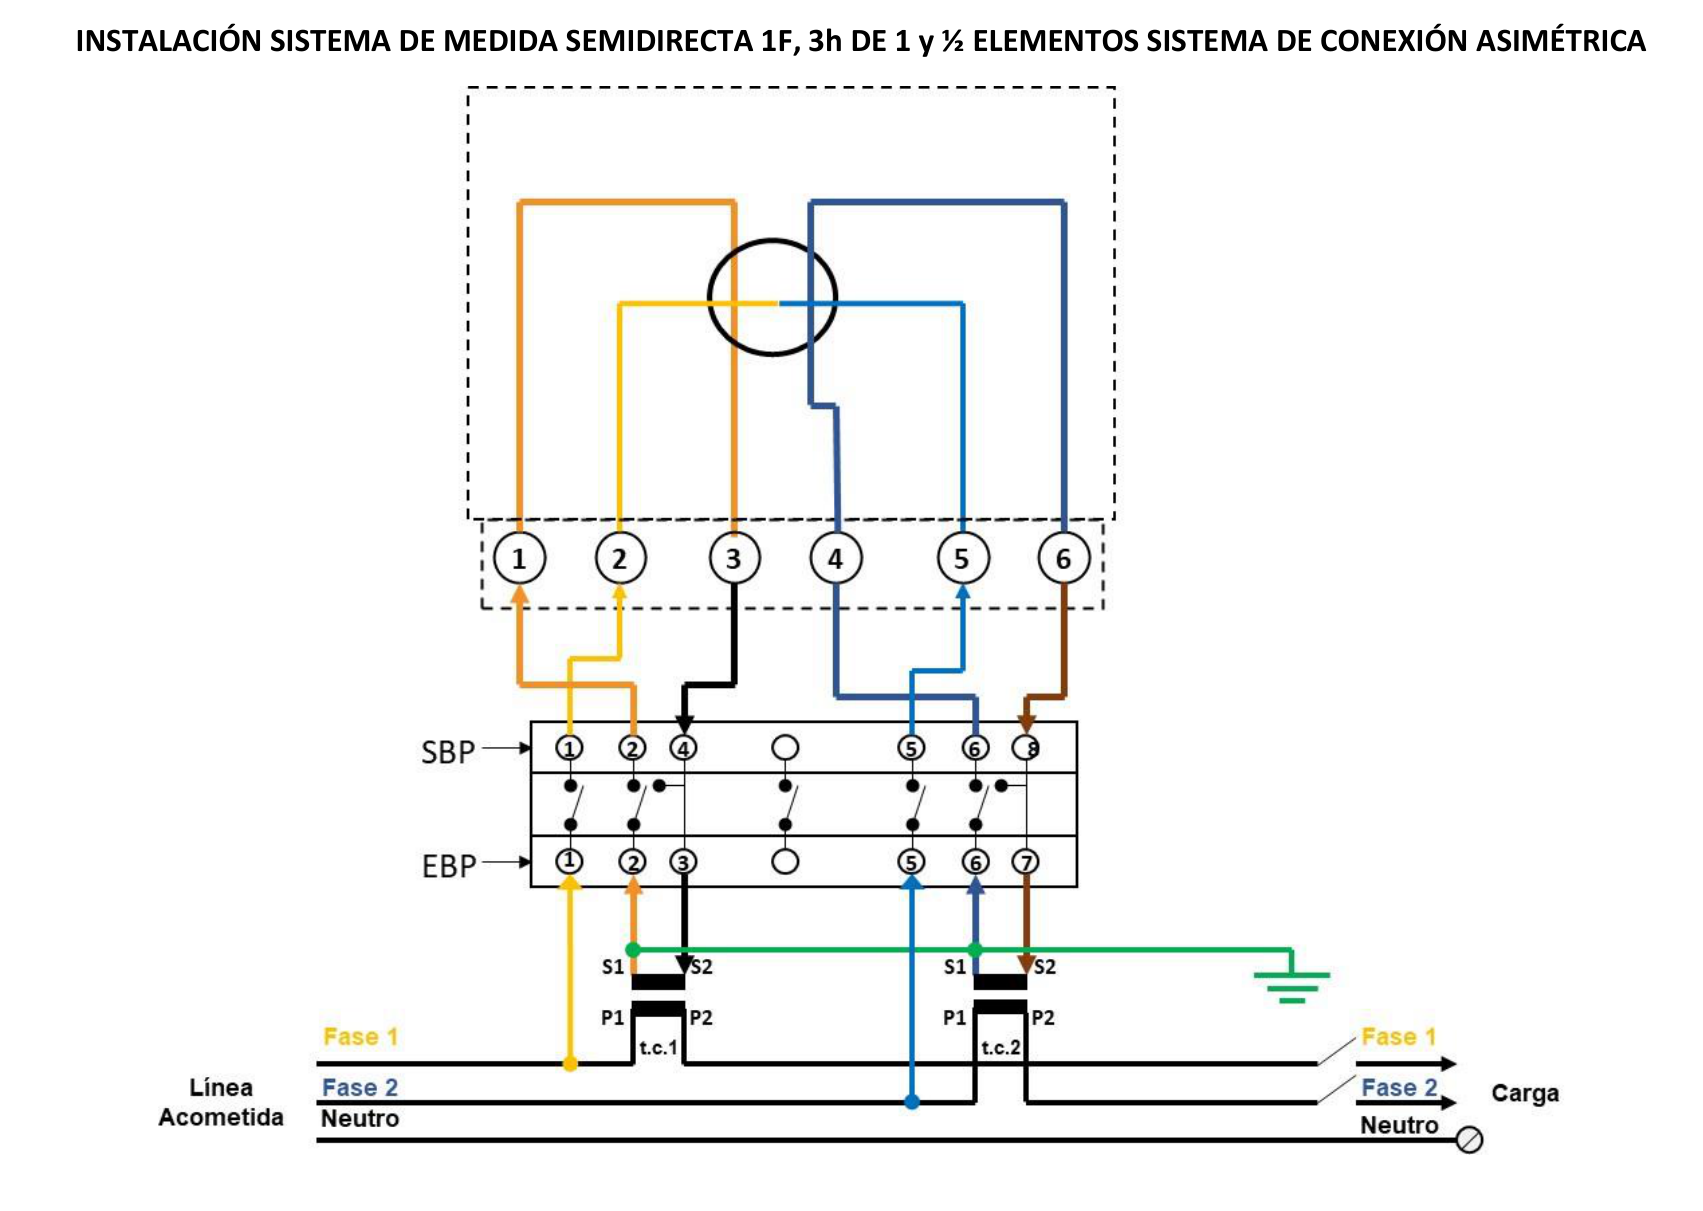 INSTALACIÓN SISTEMA DE MEDIDA SEMIDIRECTA 1F, 3h DE 1 y ½ ELEMENTOS SISTEMA DE CONEXIÓN ASIMÉTRICA
1 2 3 4 5 6
SBP 1 2 4 5 6 8
EBP 1 2 3 5 6 7
S1 S2 S1 S2
P1 P2 P1 P2
t.c.1 t.c.2
Fase 1 Fase 1
Línea Acometida
Fase 2 Fase 2
Carga
Neutro Neutro